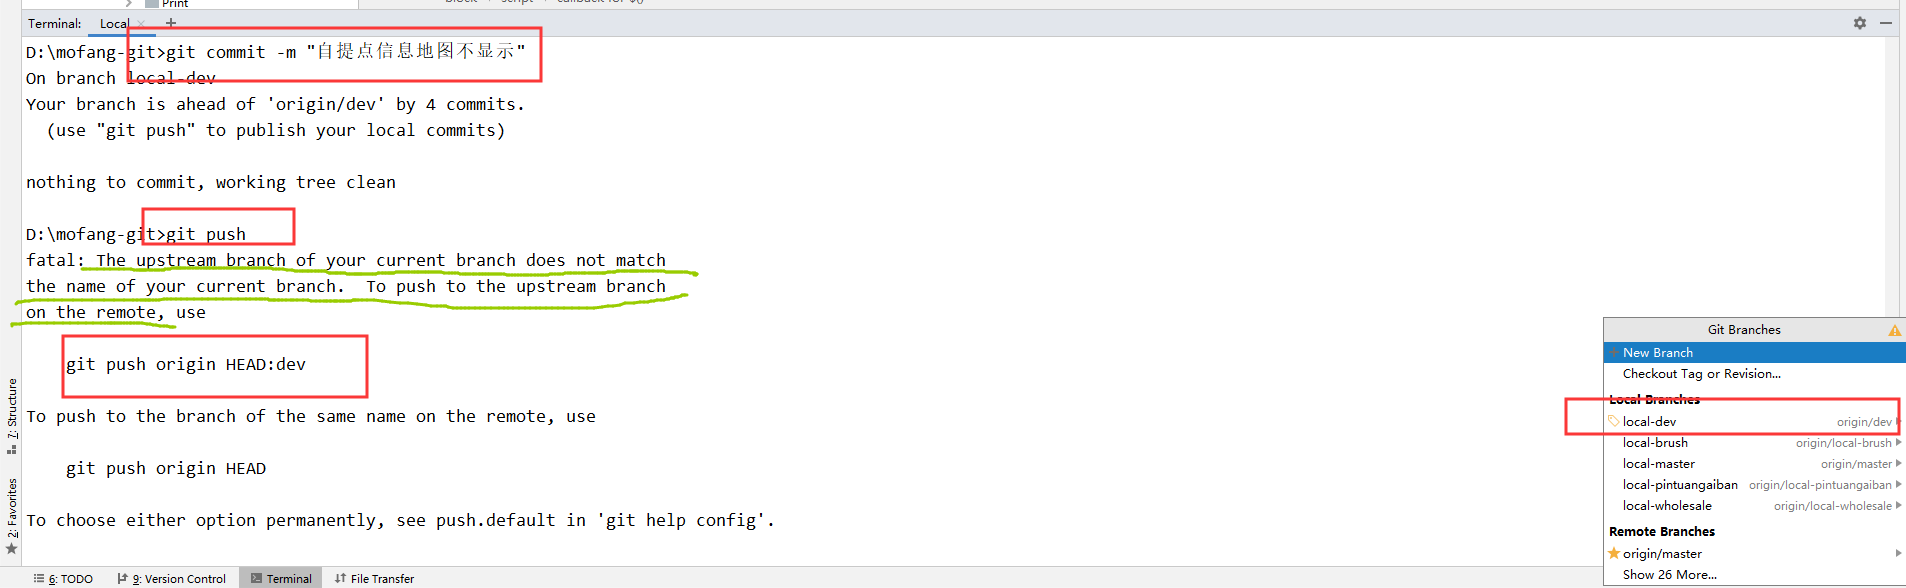 Print
Terminal: Local
D:\mofang-git>git commit -m "自提点信息地图不显示"
On branch local-dev
Your branch is ahead of 'origin/dev' by 4 commits.
(use "git push" to publish your local commits)
nothing to commit, working tree clean
D:\mofang-git>git push
fatal: The upstream branch of your current branch does not match
the name of your current branch.  To push to the upstream branch
on the remote, use
git push origin HEAD:dev
To push to the branch of the same name on the remote, use
git push origin HEAD
To choose either option permanently, see push.default in 'git help config'.
Git Branches
+ New Branch
Checkout Tag or Revision...
Local Branches
local-dev origin/dev
local-brush origin/local-brush
local-master origin/master
local-pintuangaiban origin/local-pintuangaiban
local-wholesale origin/local-wholesale
Remote Branches
origin/master
Show 26 More...
7: Structure
2: Favorites
6: TODO 9: Version Control Terminal File Transfer